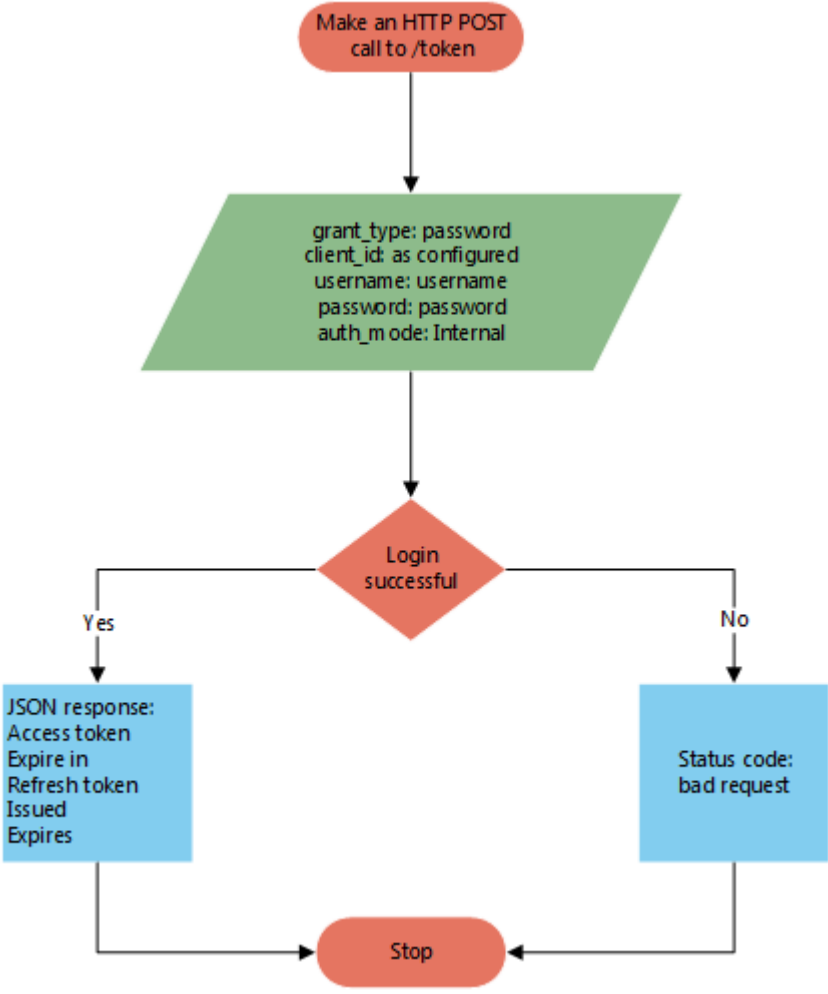 Make an HTTP POST
call to /token
grant_type: password
client_id: as configured
username: username
password: password
auth_mode: Internal
Login
successful
Yes
No
JSON response:
Access token
Expire in
Refresh token
Issued
Expires
Status code:
bad request
Stop